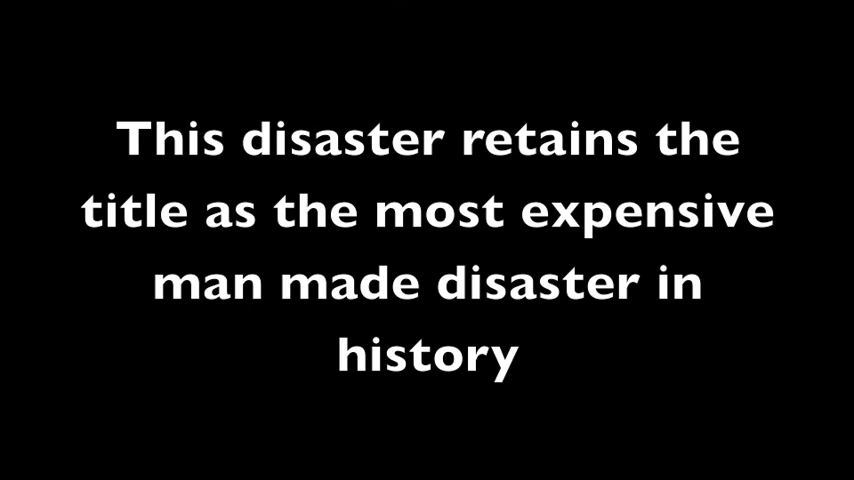 This disaster retains the
title as the most expensive
man made disaster in
history